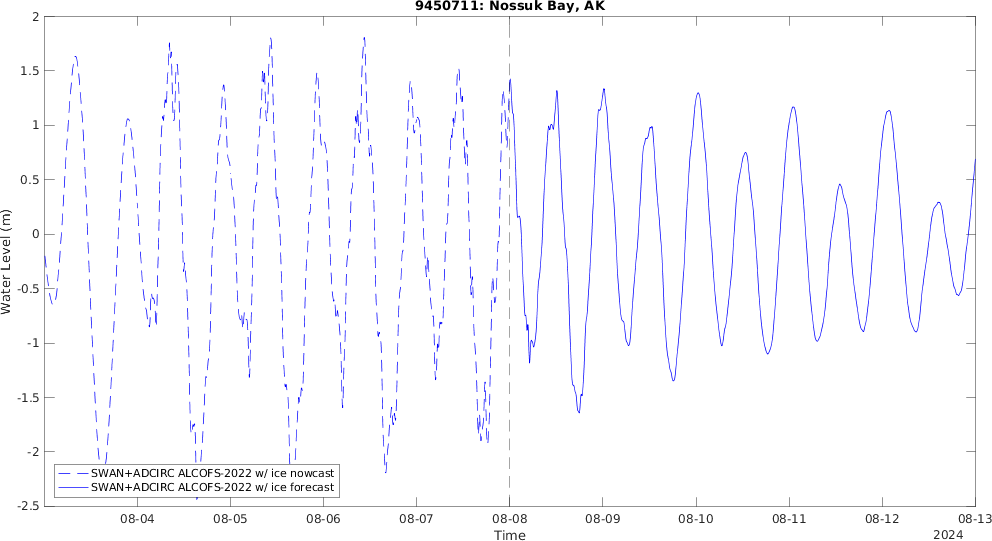 9450711: Nossuk Bay, AK
Water Level (m)
2
1.5
1
0.5
0
-0.5
-1
-1.5
-2
-2.5
SWAN+ADCIRC ALCOFS-2022 w/ ice nowcast
SWAN+ADCIRC ALCOFS-2022 w/ ice forecast
08-04 08-05 08-06 08-07 08-08 08-09 08-10 08-11 08-12 08-13
Time
2024